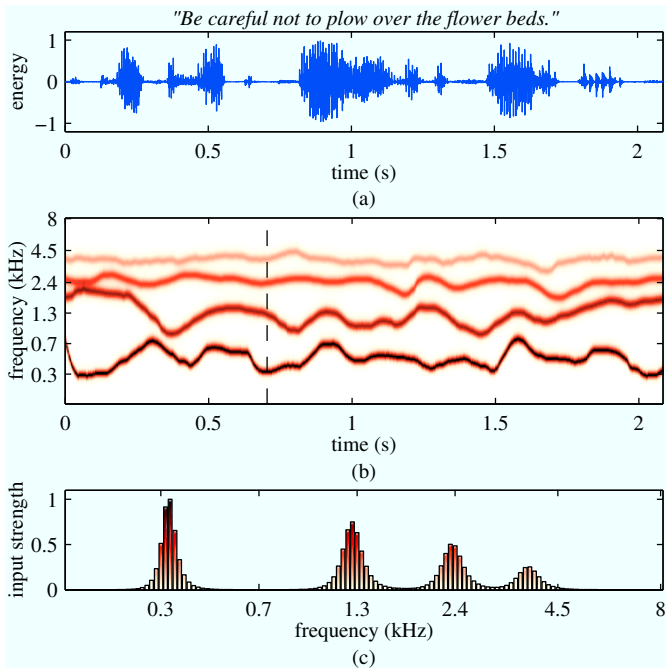 "Be careful not to plow over the flower beds."
energy
1
0
−1
0 0.5 1 1.5 2
time (s)
(a)
frequency (kHz)
8
4.5
2.4
1.3
0.7
0.3
0 0.5 1 1.5 2
time (s)
(b)
input strength
1
0.5
0
0.3 0.7 1.3 2.4 4.5 8
frequency (kHz)
(c)